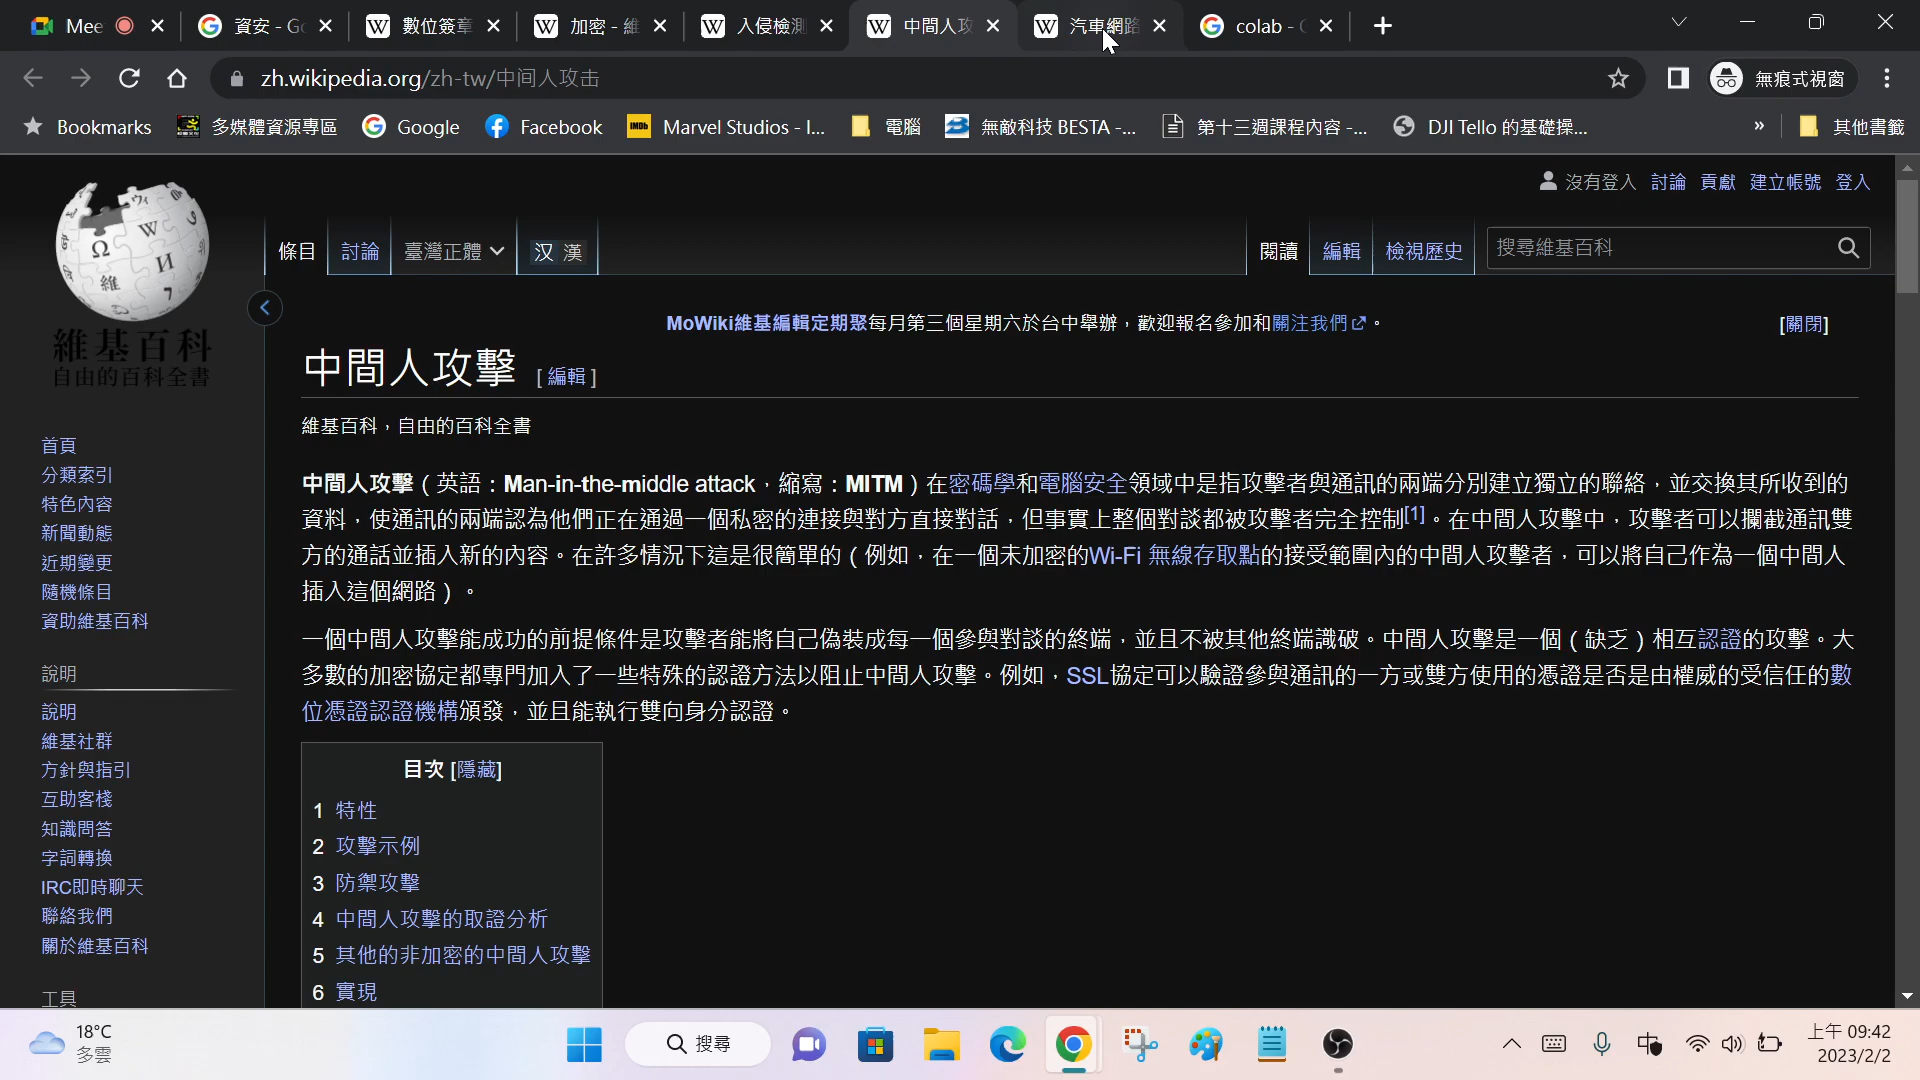 Mee
資安 - Go
數位簽章
加密 - 維
入侵檢測
中間人攻
汽車網路
colab - G
zh.wikipedia.org/zh-tw/中间人攻击
無痕式視窗
Bookmarks
多媒體資源專區
Google
Facebook
Marvel Studios - I...
電腦
無敵科技 BESTA -...
第十三週課程內容 -...
DJI Tello 的基礎操...
»
其他書籤
沒有登入 討論 貢獻 建立帳號 登入
條目 討論 臺灣正體 汉 漢
閱讀 編輯 檢視歷史 搜尋維基百科
維基百科
自由的百科全書
MoWiki維基編輯定期聚每月第三個星期六於台中舉辦，歡迎報名參加和關注我們。
[關閉]
中間人攻擊 [ 編輯 ]
維基百科，自由的百科全書
中間人攻擊（英語：Man-in-the-middle attack，縮寫：MITM）在密碼學和電腦安全領域中是指攻擊者與通訊的兩端分別建立獨立的聯絡，並交換其所收到的
資料，使通訊的兩端認為他們正在通過一個私密的連接與對方直接對話，但事實上整個對談都被攻擊者完全控制[1]。在中間人攻擊中，攻擊者可以攔截通訊雙
方的通話並插入新的內容。在許多情況下這是很簡單的（例如，在一個未加密的Wi-Fi 無線存取點的接受範圍內的中間人攻擊者，可以將自己作為一個中間人
插入這個網路）。
一個中間人攻擊能成功的前提條件是攻擊者能將自己偽裝成每一個參與對談的終端，並且不被其他終端識破。中間人攻擊是一個（缺乏）相互認證的攻擊。大
多數的加密協定都專門加入了一些特殊的認證方法以阻止中間人攻擊。例如，SSL協定可以驗證參與通訊的一方或雙方使用的憑證是否是由權威的受信任的數
位憑證認證機構頒發，並且能執行雙向身分認證。
目次 [隱藏]
1 特性
2 攻擊示例
3 防禦攻擊
4 中間人攻擊的取證分析
5 其他的非加密的中間人攻擊
6 實現
首頁
分類索引
特色內容
新聞動態
近期變更
隨機條目
資助維基百科
說明
說明
維基社群
方針與指引
互助客棧
知識問答
字詞轉換
IRC即時聊天
聯絡我們
關於維基百科
工具
18°C
多雲
搜尋
上午 09:42
2023/2/2